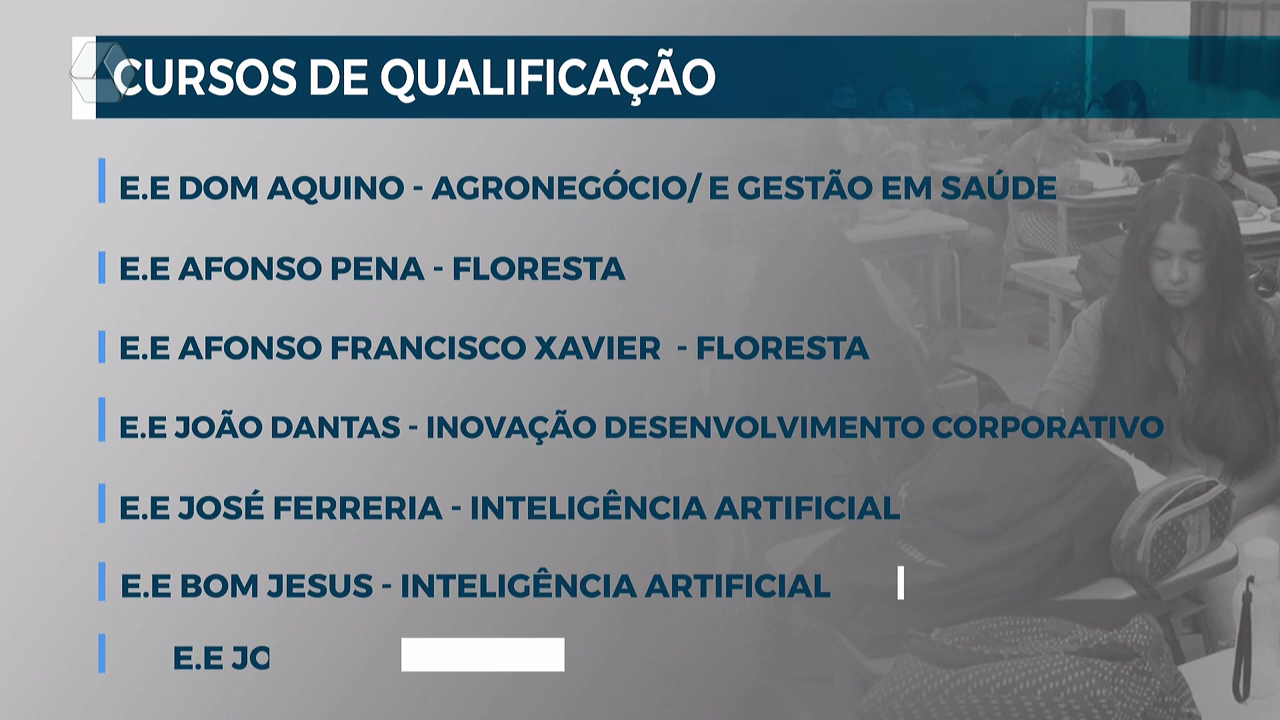 CURSOS DE QUALIFICAÇÃO
E.E DOM AQUINO - AGRONEGÓCIO/ E GESTÃO EM SAÚDE
E.E AFONSO PENA - FLORESTA
E.E AFONSO FRANCISCO XAVIER - FLORESTA
E.E JOÃO DANTAS - INOVAÇÃO DESENVOLVIMENTO CORPORATIVO
E.E JOSÉ FERRERIA - INTELIGÊNCIA ARTIFICIAL
E.E BOM JESUS - INTELIGÊNCIA ARTIFICIAL
E.E JO